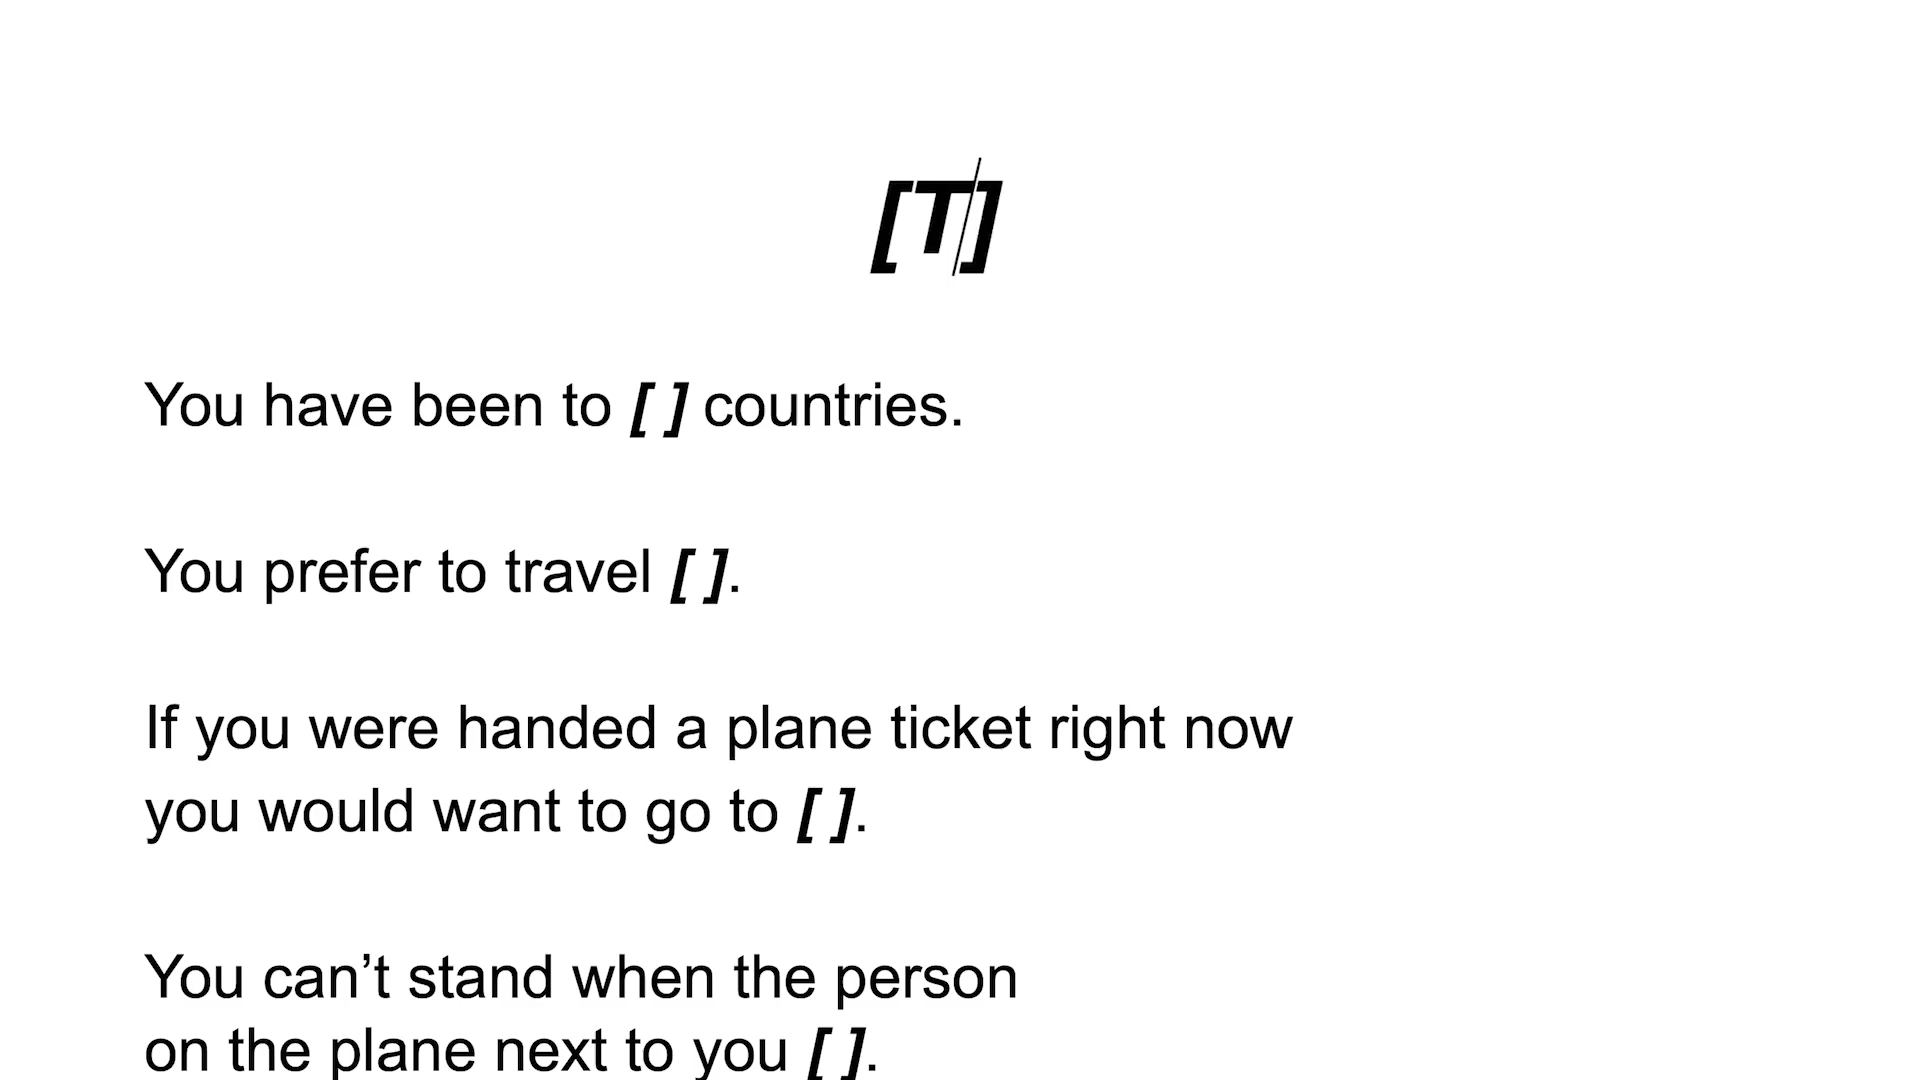 [T]
You have been to [ ] countries.
You prefer to travel [ ].
If you were handed a plane ticket right now
you would want to go to [ ].
You can’t stand when the person
on the plane next to you [ ].